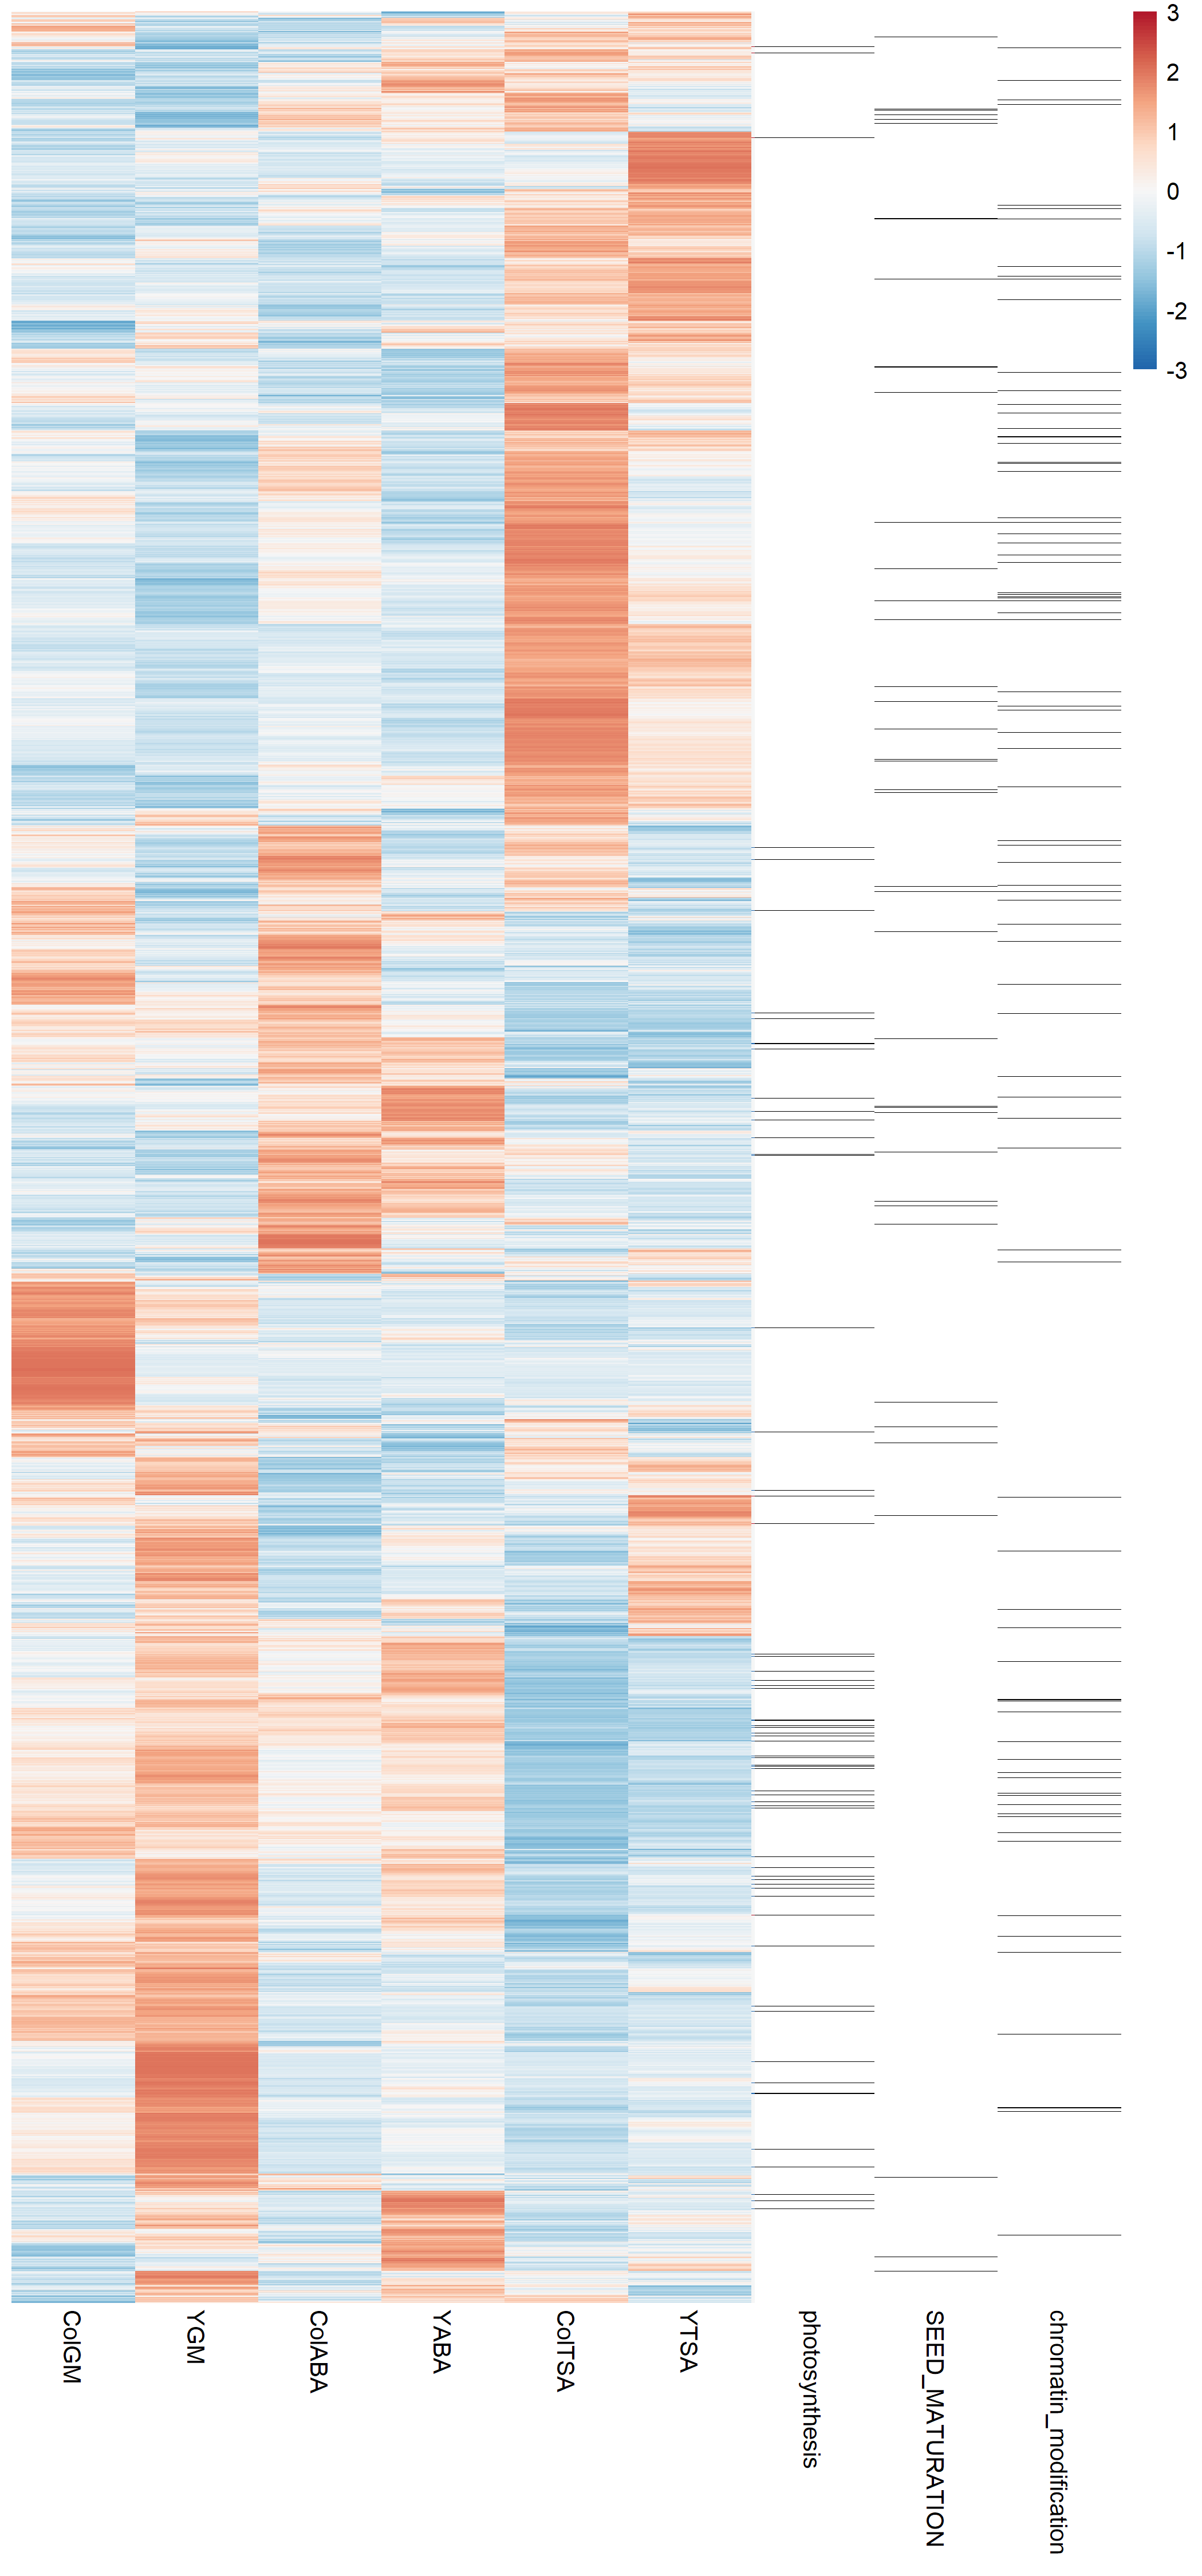 3
2
1
0
-1
-2
-3
ColGM
YGM
ColABA
YABA
ColTSA
YTSA
photosynthesis
SEED_MATURATION
chromatin_modification